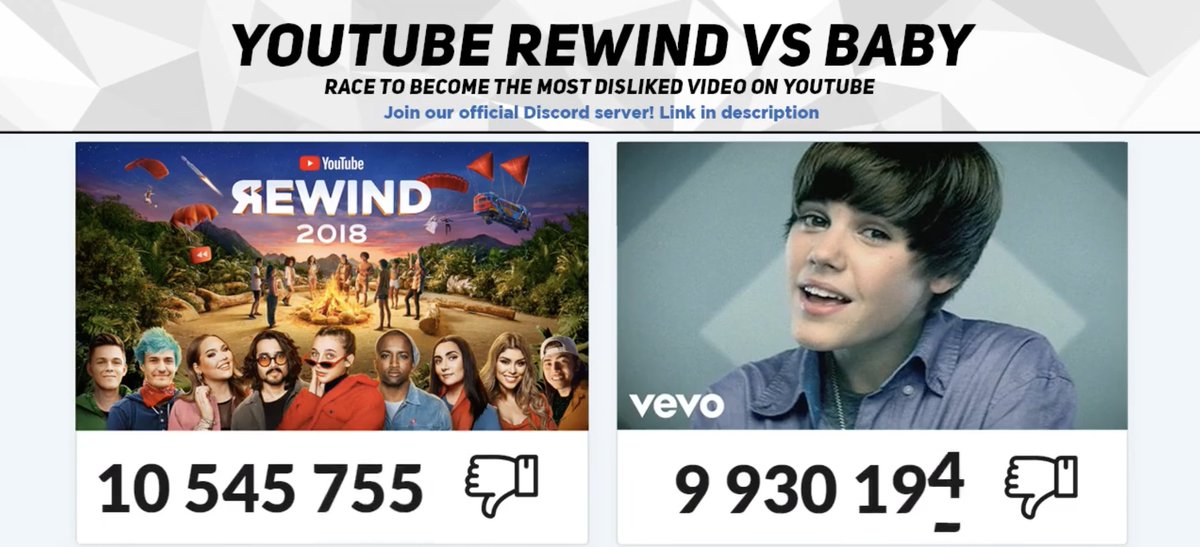 YOUTUBE REWIND VS BABY
RACE TO BECOME THE MOST DISLIKED VIDEO ON YOUTUBE
Join our official Discord server! Link in description
YouTube
REWIND
2018
vevo
10 545 755
9 930 194